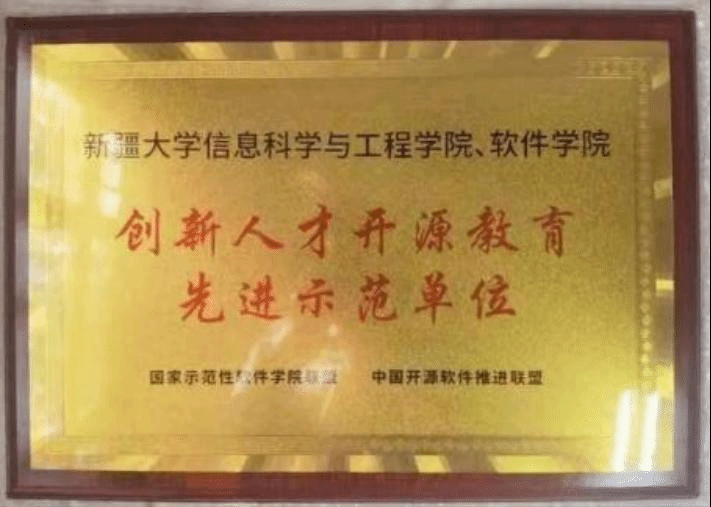 新疆大学信息科学与工程学院、软件学院
创新人才开源教育
先进示范单位
国家示范性软件学院联盟 中国开源软件推进联盟